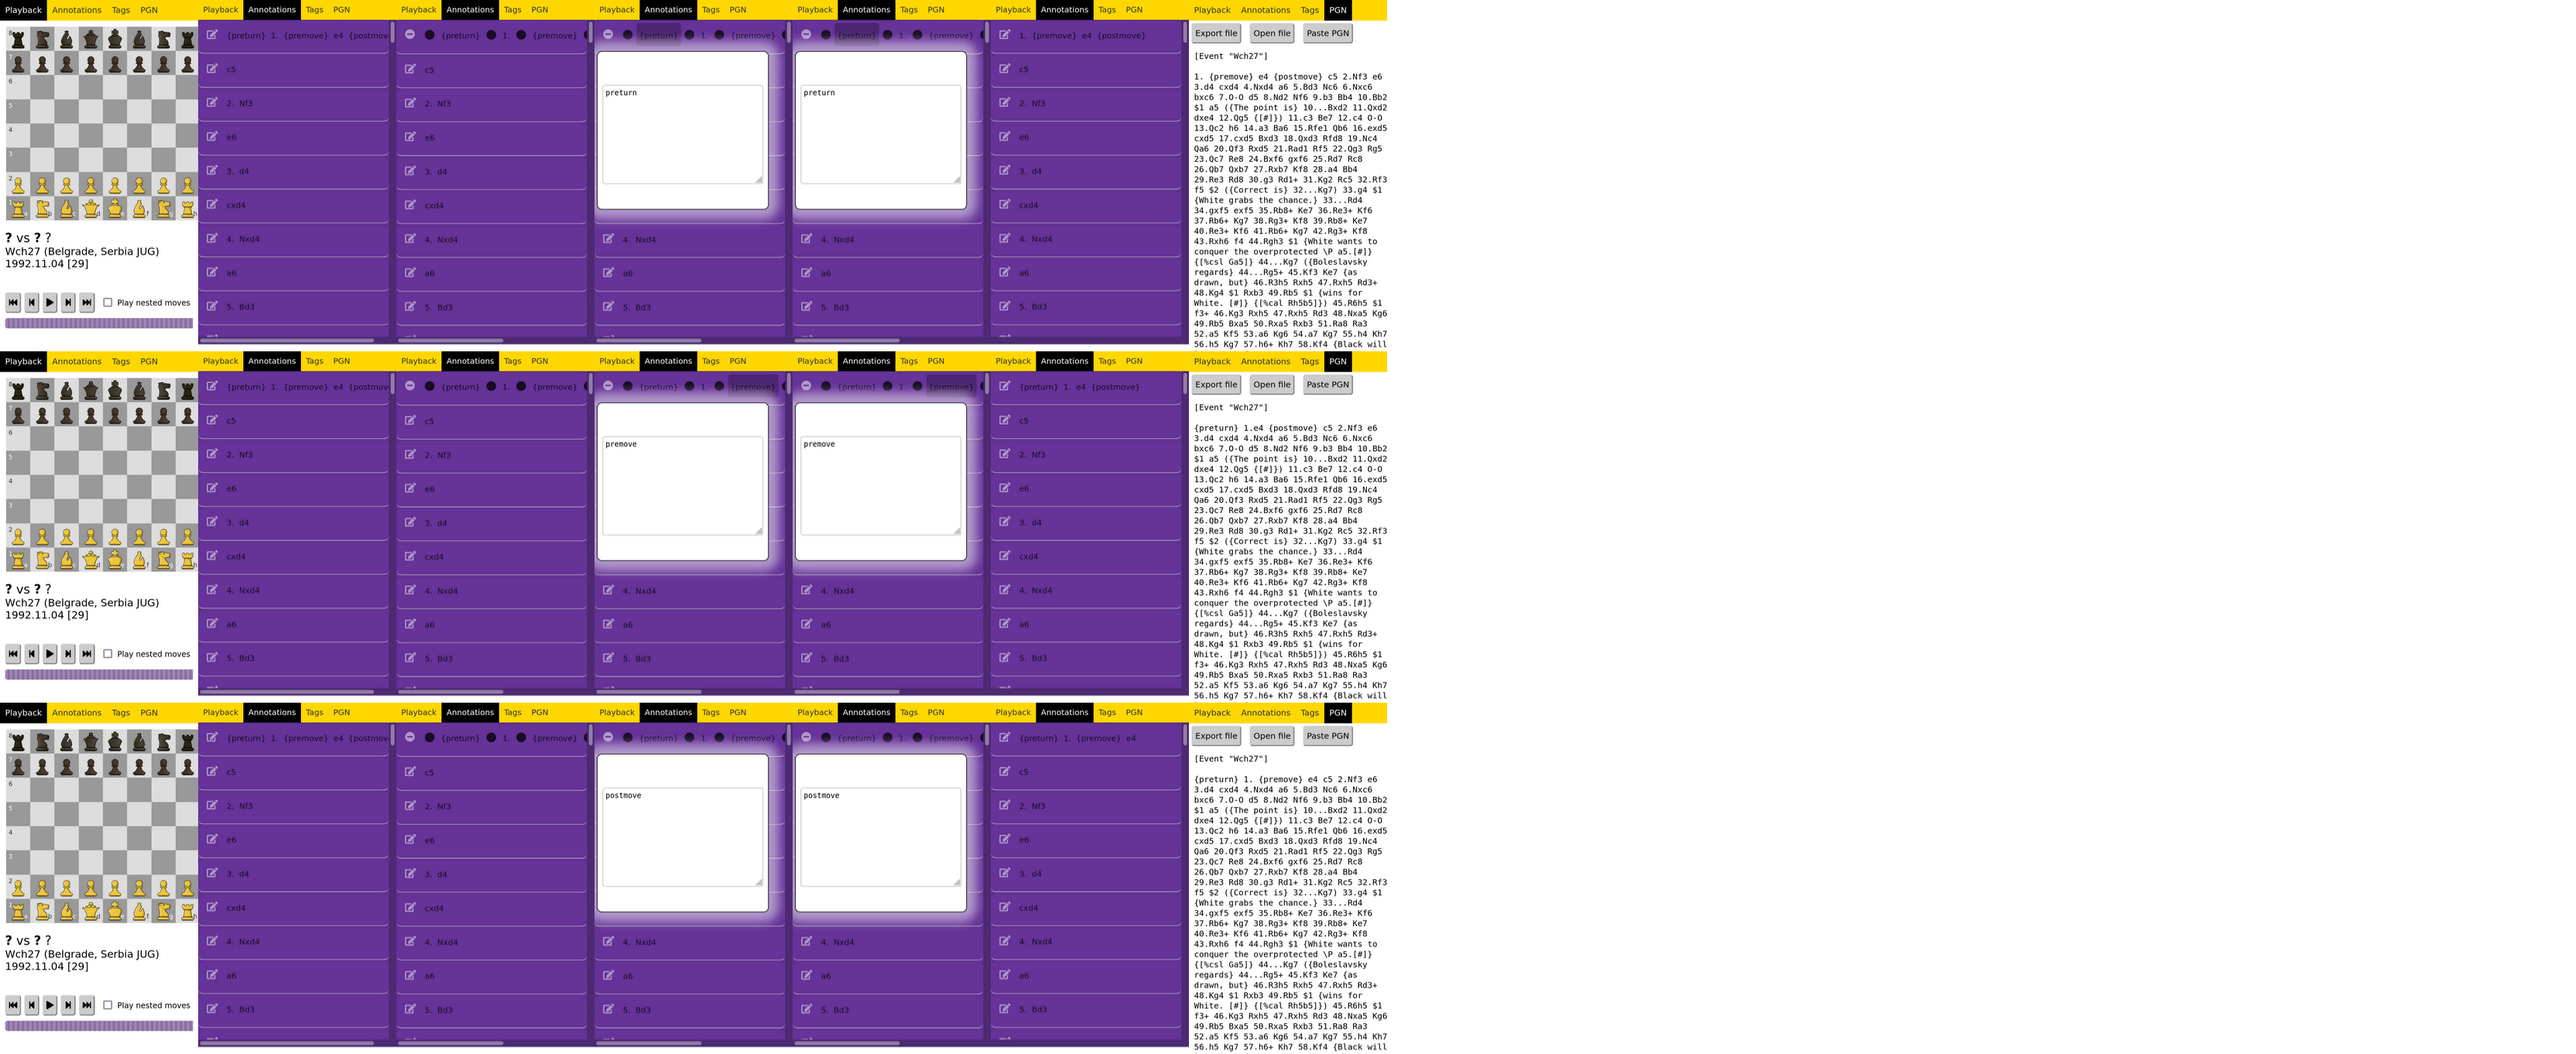 Playback Annotations Tags PGN
8
7
6
5
4
3
2
1
? vs ? ?
Wch27 (Belgrade, Serbia JUG)
1992.11.04 [29]
Play nested moves
Playback Annotations Tags PGN
{preturn} 1. {premove} e4 {postmov
c5
2. Nf3
e6
3. d4
cxd4
4. Nxd4
a6
5. Bd3
Playback Annotations Tags PGN
{preturn} 1. {premove}
c5
2. Nf3
e6
3. d4
cxd4
4. Nxd4
a6
5. Bd3
Playback Annotations Tags PGN
{preturn} 1. {premove}
preturn
4. Nxd4
a6
5. Bd3
Playback Annotations Tags PGN
{preturn} 1. {premove}
preturn
4. Nxd4
a6
5. Bd3
Playback Annotations Tags PGN
1. {premove} e4 {postmove}
c5
2. Nf3
e6
3. d4
cxd4
4. Nxd4
a6
5. Bd3
Playback Annotations Tags PGN
Export file Open file Paste PGN
[Event "Wch27"]
1. {premove} e4 {postmove} c5 2.Nf3 e6
3.d4 cxd4 4.Nxd4 a6 5.Bd3 Nc6 6.Nxc6
bxc6 7.O-O d5 8.Nd2 Nf6 9.b3 Bb4 10.Bb2
$1 a5 ({The point is} 10...Bxd2 11.Qxd2
dxe4 12.Qg5 {[#]}) 11.c3 Be7 12.c4 O-O
13.Qc2 h6 14.a3 Ba6 15.Rfe1 Qb6 16.exd5
cxd5 17.cxd5 Bxd3 18.Qxd3 Rfd8 19.Nc4
Qa6 20.Qf3 Rxd5 21.Rad1 Rf5 22.Qg3 Rg5
23.Qc7 Re8 24.Bxf6 gxf6 25.Rd7 Rc8
26.Qb7 Qxb7 27.Rxb7 Kf8 28.a4 Bb4
29.Re3 Rd8 30.g3 Rd1+ 31.Kg2 Rc5 32.Rf3
f5 $2 ({Correct is} 32...Kg7) 33.g4 $1
{White grabs the chance.} 33...Rd4
34.gxf5 exf5 35.Rb8+ Ke7 36.Re3+ Kf6
37.Rb6+ Kg7 38.Rg3+ Kf8 39.Rb8+ Ke7
40.Re3+ Kf6 41.Rb6+ Kg7 42.Rg3+ Kf8
43.Rxh6 f4 44.Rgh3 $1 {White wants to
conquer the overprotected \P a5.[#]}
{[%csl Ga5]} 44...Kg7 ({Boleslavsky
regards} 44...Rg5+ 45.Kf3 Ke7 {as
drawn, but} 46.R3h5 Rxh5 47.Rxh5 Rd3+
48.Kg4 $1 Rxb3 49.Rb5 $1 {wins for
White. [#]} {[%cal Rh5b5]}) 45.R6h5 $1
f3+ 46.Kg3 Rxh5 47.Rxh5 Rd3 48.Nxa5 Kg6
49.Rb5 Bxa5 50.Rxa5 Rxb3 51.Ra8 Ra3
52.a5 Kf5 53.a6 Kg6 54.a7 Kg7 55.h4 Kh7
56.h5 Kg7 57.h6+ Kh7 58.Kf4 {Black will
Playback Annotations Tags PGN
8
7
6
5
4
3
2
1
? vs ? ?
Wch27 (Belgrade, Serbia JUG)
1992.11.04 [29]
Play nested moves
Playback Annotations Tags PGN
{preturn} 1. {premove} e4 {postmov
c5
2. Nf3
e6
3. d4
cxd4
4. Nxd4
a6
5. Bd3
Playback Annotations Tags PGN
{preturn} 1. {premove}
c5
2. Nf3
e6
3. d4
cxd4
4. Nxd4
a6
5. Bd3
Playback Annotations Tags PGN
{preturn} 1. {premove}
premove
4. Nxd4
a6
5. Bd3
Playback Annotations Tags PGN
{preturn} 1. {premove}
premove
4. Nxd4
a6
5. Bd3
Playback Annotations Tags PGN
{preturn} 1. e4 {postmove}
c5
2. Nf3
e6
3. d4
cxd4
4. Nxd4
a6
5. Bd3
Playback Annotations Tags PGN
Export file Open file Paste PGN
[Event "Wch27"]
{preturn} 1.e4 {postmove} c5 2.Nf3 e6
3.d4 cxd4 4.Nxd4 a6 5.Bd3 Nc6 6.Nxc6
bxc6 7.O-O d5 8.Nd2 Nf6 9.b3 Bb4 10.Bb2
$1 a5 ({The point is} 10...Bxd2 11.Qxd2
dxe4 12.Qg5 {[#]}) 11.c3 Be7 12.c4 O-O
13.Qc2 h6 14.a3 Ba6 15.Rfe1 Qb6 16.exd5
cxd5 17.cxd5 Bxd3 18.Qxd3 Rfd8 19.Nc4
Qa6 20.Qf3 Rxd5 21.Rad1 Rf5 22.Qg3 Rg5
23.Qc7 Re8 24.Bxf6 gxf6 25.Rd7 Rc8
26.Qb7 Qxb7 27.Rxb7 Kf8 28.a4 Bb4
29.Re3 Rd8 30.g3 Rd1+ 31.Kg2 Rc5 32.Rf3
f5 $2 ({Correct is} 32...Kg7) 33.g4 $1
{White grabs the chance.} 33...Rd4
34.gxf5 exf5 35.Rb8+ Ke7 36.Re3+ Kf6
37.Rb6+ Kg7 38.Rg3+ Kf8 39.Rb8+ Ke7
40.Re3+ Kf6 41.Rb6+ Kg7 42.Rg3+ Kf8
43.Rxh6 f4 44.Rgh3 $1 {White wants to
conquer the overprotected \P a5.[#]}
{[%csl Ga5]} 44...Kg7 ({Boleslavsky
regards} 44...Rg5+ 45.Kf3 Ke7 {as
drawn, but} 46.R3h5 Rxh5 47.Rxh5 Rd3+
48.Kg4 $1 Rxb3 49.Rb5 $1 {wins for
White. [#]} {[%cal Rh5b5]}) 45.R6h5 $1
f3+ 46.Kg3 Rxh5 47.Rxh5 Rd3 48.Nxa5 Kg6
49.Rb5 Bxa5 50.Rxa5 Rxb3 51.Ra8 Ra3
52.a5 Kf5 53.a6 Kg6 54.a7 Kg7 55.h4 Kh7
56.h5 Kg7 57.h6+ Kh7 58.Kf4 {Black will
Playback Annotations Tags PGN
8
7
6
5
4
3
2
1
? vs ? ?
Wch27 (Belgrade, Serbia JUG)
1992.11.04 [29]
Play nested moves
Playback Annotations Tags PGN
{preturn} 1. {premove} e4 {postmov
c5
2. Nf3
e6
3. d4
cxd4
4. Nxd4
a6
5. Bd3
Playback Annotations Tags PGN
{preturn} 1. {premove}
c5
2. Nf3
e6
3. d4
cxd4
4. Nxd4
a6
5. Bd3
Playback Annotations Tags PGN
{preturn} 1. {premove}
postmove
4. Nxd4
a6
5. Bd3
Playback Annotations Tags PGN
{preturn} 1. {premove}
postmove
4. Nxd4
a6
5. Bd3
Playback Annotations Tags PGN
{preturn} 1. {premove} e4
c5
2. Nf3
e6
3. d4
cxd4
4. Nxd4
a6
5. Bd3
Playback Annotations Tags PGN
Export file Open file Paste PGN
[Event "Wch27"]
{preturn} 1. {premove} e4 c5 2.Nf3 e6
3.d4 cxd4 4.Nxd4 a6 5.Bd3 Nc6 6.Nxc6
bxc6 7.O-O d5 8.Nd2 Nf6 9.b3 Bb4 10.Bb2
$1 a5 ({The point is} 10...Bxd2 11.Qxd2
dxe4 12.Qg5 {[#]}) 11.c3 Be7 12.c4 O-O
13.Qc2 h6 14.a3 Ba6 15.Rfe1 Qb6 16.exd5
cxd5 17.cxd5 Bxd3 18.Qxd3 Rfd8 19.Nc4
Qa6 20.Qf3 Rxd5 21.Rad1 Rf5 22.Qg3 Rg5
23.Qc7 Re8 24.Bxf6 gxf6 25.Rd7 Rc8
26.Qb7 Qxb7 27.Rxb7 Kf8 28.a4 Bb4
29.Re3 Rd8 30.g3 Rd1+ 31.Kg2 Rc5 32.Rf3
f5 $2 ({Correct is} 32...Kg7) 33.g4 $1
{White grabs the chance.} 33...Rd4
34.gxf5 exf5 35.Rb8+ Ke7 36.Re3+ Kf6
37.Rb6+ Kg7 38.Rg3+ Kf8 39.Rb8+ Ke7
40.Re3+ Kf6 41.Rb6+ Kg7 42.Rg3+ Kf8
43.Rxh6 f4 44.Rgh3 $1 {White wants to
conquer the overprotected \P a5.[#]}
{[%csl Ga5]} 44...Kg7 ({Boleslavsky
regards} 44...Rg5+ 45.Kf3 Ke7 {as
drawn, but} 46.R3h5 Rxh5 47.Rxh5 Rd3+
48.Kg4 $1 Rxb3 49.Rb5 $1 {wins for
White. [#]} {[%cal Rh5b5]}) 45.R6h5 $1
f3+ 46.Kg3 Rxh5 47.Rxh5 Rd3 48.Nxa5 Kg6
49.Rb5 Bxa5 50.Rxa5 Rxb3 51.Ra8 Ra3
52.a5 Kf5 53.a6 Kg6 54.a7 Kg7 55.h4 Kh7
56.h5 Kg7 57.h6+ Kh7 58.Kf4 {Black will